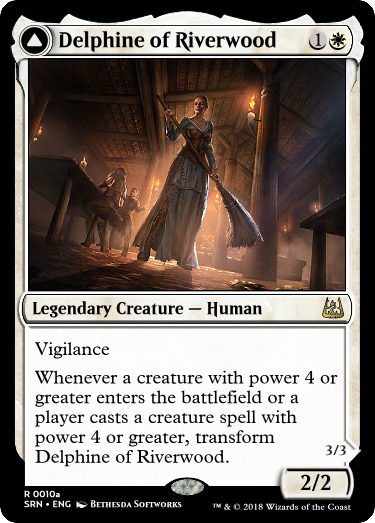 Delphine of Riverwood 1
Legendary Creature — Human
Vigilance
Whenever a creature with power 4 or
greater enters the battlefield or a
player casts a creature spell with
power 4 or greater, transform
Delphine of Riverwood.
3/3
2/2
R 0010a
SRN • ENG Bethesda Softworks
™ & © 2018 Wizards of the Coast